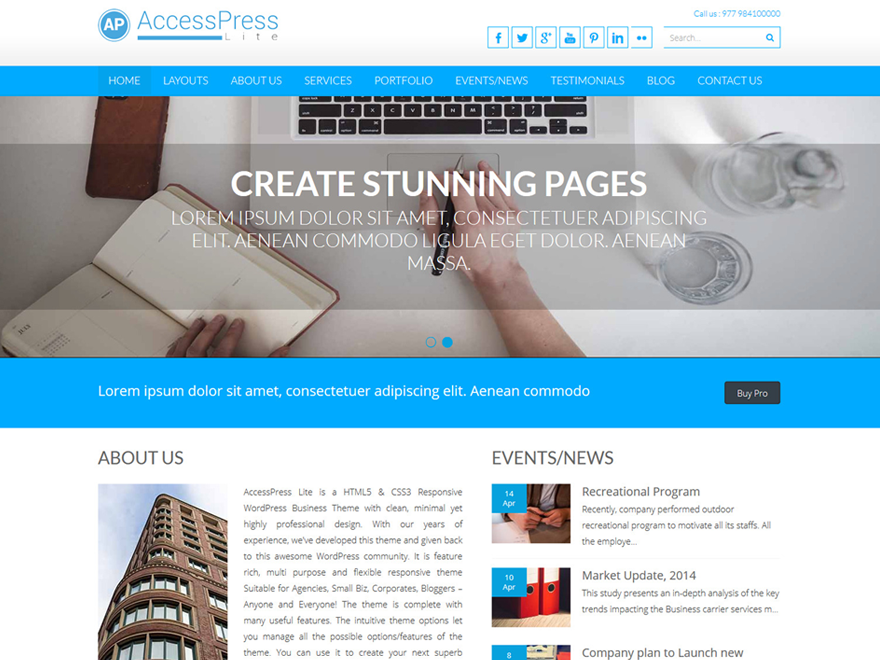 AP AccessPress
Lite
Call us : 977 984100000
Search...
HOME LAYOUTS ABOUT US SERVICES PORTFOLIO EVENTS/NEWS TESTIMONIALS BLOG CONTACT US
CREATE STUNNING PAGES
LOREM IPSUM DOLOR SIT AMET, CONSECTETUER ADIPISCING
ELIT. AENEAN COMMODO LIGULA EGET DOLOR. AENEAN
MASSA.
Lorem ipsum dolor sit amet, consectetuer adipiscing elit. Aenean commodo
Buy Pro
ABOUT US
AccessPress Lite is a HTML5 & CSS3 Responsive
WordPress Business Theme with clean, minimal yet
highly professional design. With our years of
experience, we've developed this theme and given back
to this awesome WordPress community. It is feature
rich, multi purpose and flexible responsive theme
Suitable for Agencies, Small Biz, Corporates, Bloggers –
Anyone and Everyone! The theme is complete with
many useful features. The intuitive theme options let
you manage all the possible options/features of the
theme. You can use it to create your next superb
EVENTS/NEWS
14
Apr
Recreational Program
Recently, company performed outdoor
recreational program to motivate all its staffs. All
the employe...
10
Apr
Market Update, 2014
This study presents an in-depth analysis of the key
trends impacting the Business carrier services m...
8
Company plan to Launch new